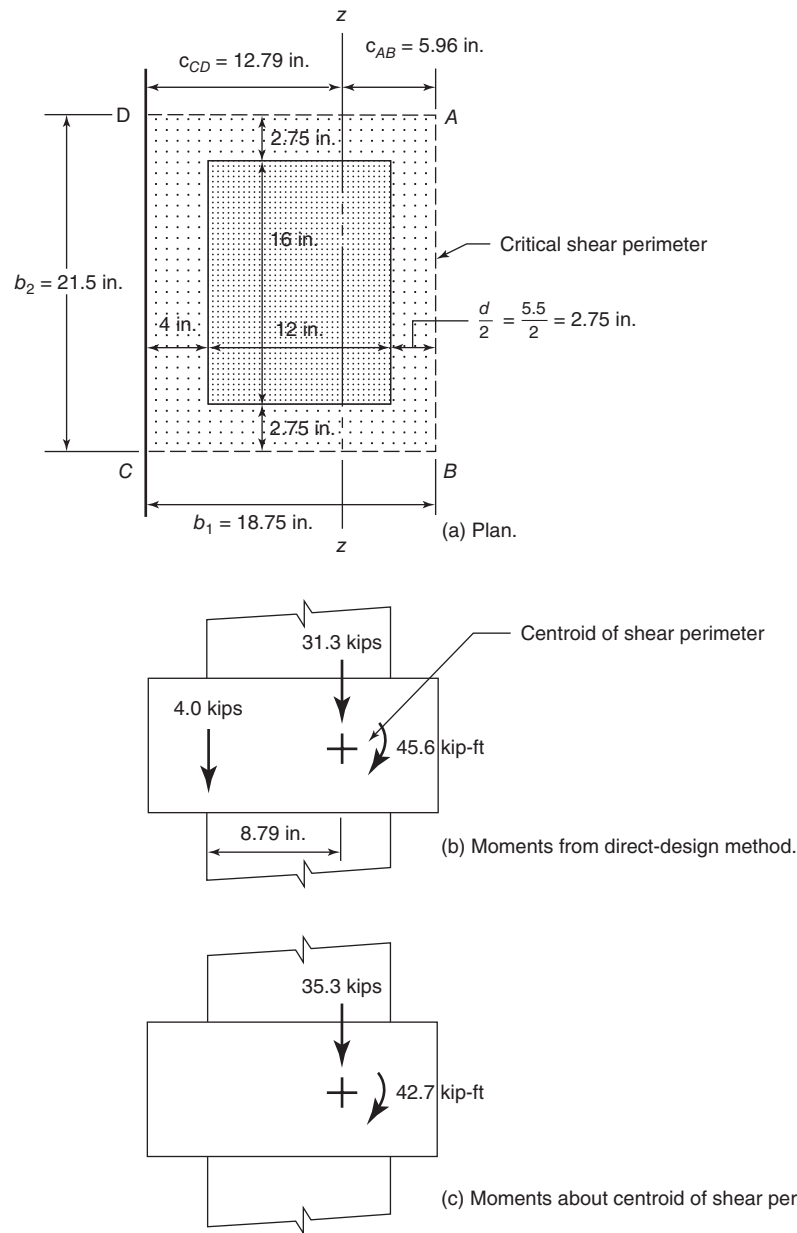 z
c_CD = 12.79 in.
c_AB = 5.96 in.
D
A
2.75 in.
16 in.
Critical shear perimeter
b₂ = 21.5 in.
4 in.
12 in.
d/2 = 5.5/2 = 2.75 in.
2.75 in.
C
B
b₁ = 18.75 in.
(a) Plan.
z
31.3 kips
Centroid of shear perimeter
4.0 kips
45.6 kip-ft
8.79 in.
(b) Moments from direct-design method.
35.3 kips
42.7 kip-ft
(c) Moments about centroid of shear per